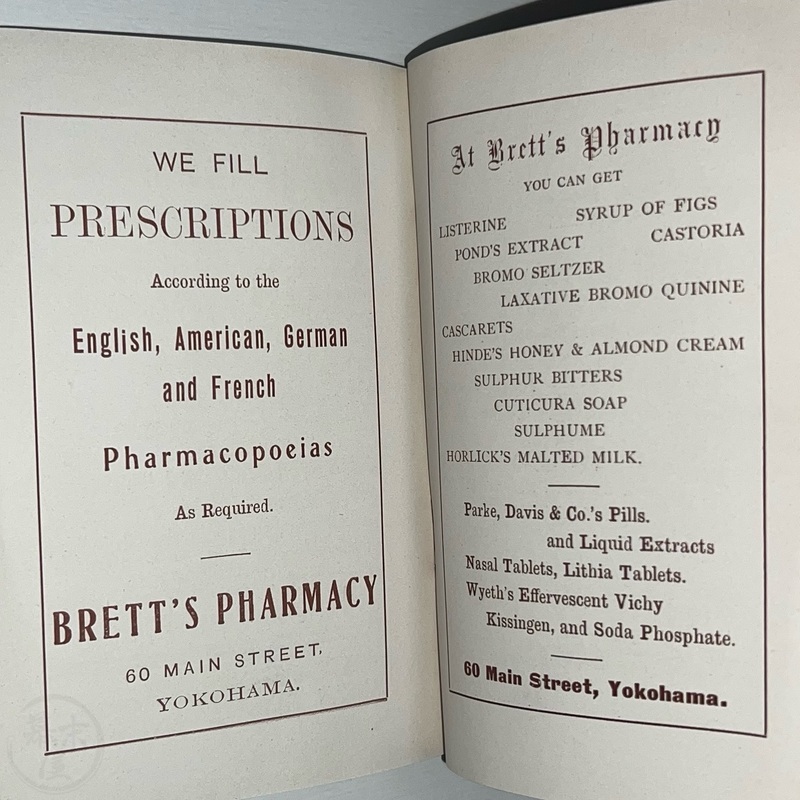 WE FILL
PRESCRIPTIONS
According to the
English, American, German
and French
Pharmacopoeias
As Required.
BRETT'S PHARMACY
60 MAIN STREET,
YOKOHAMA.
At Brett's Pharmacy
YOU CAN GET
LISTERINE SYRUP OF FIGS
POND'S EXTRACT CASTORIA
BROMO SELTZER
LAXATIVE BROMO QUININE
CASCARETS
HINDE'S HONEY & ALMOND CREAM
SULPHUR BITTERS
CUTICURA SOAP
SULPHUME
HORLICK'S MALTED MILK.
Parke, Davis & Co.'s Pills.
and Liquid Extracts
Nasal Tablets, Lithia Tablets.
Wyeth's Effervescent Vichy
Kissingen, and Soda Phosphate.
60 Main Street, Yokohama.